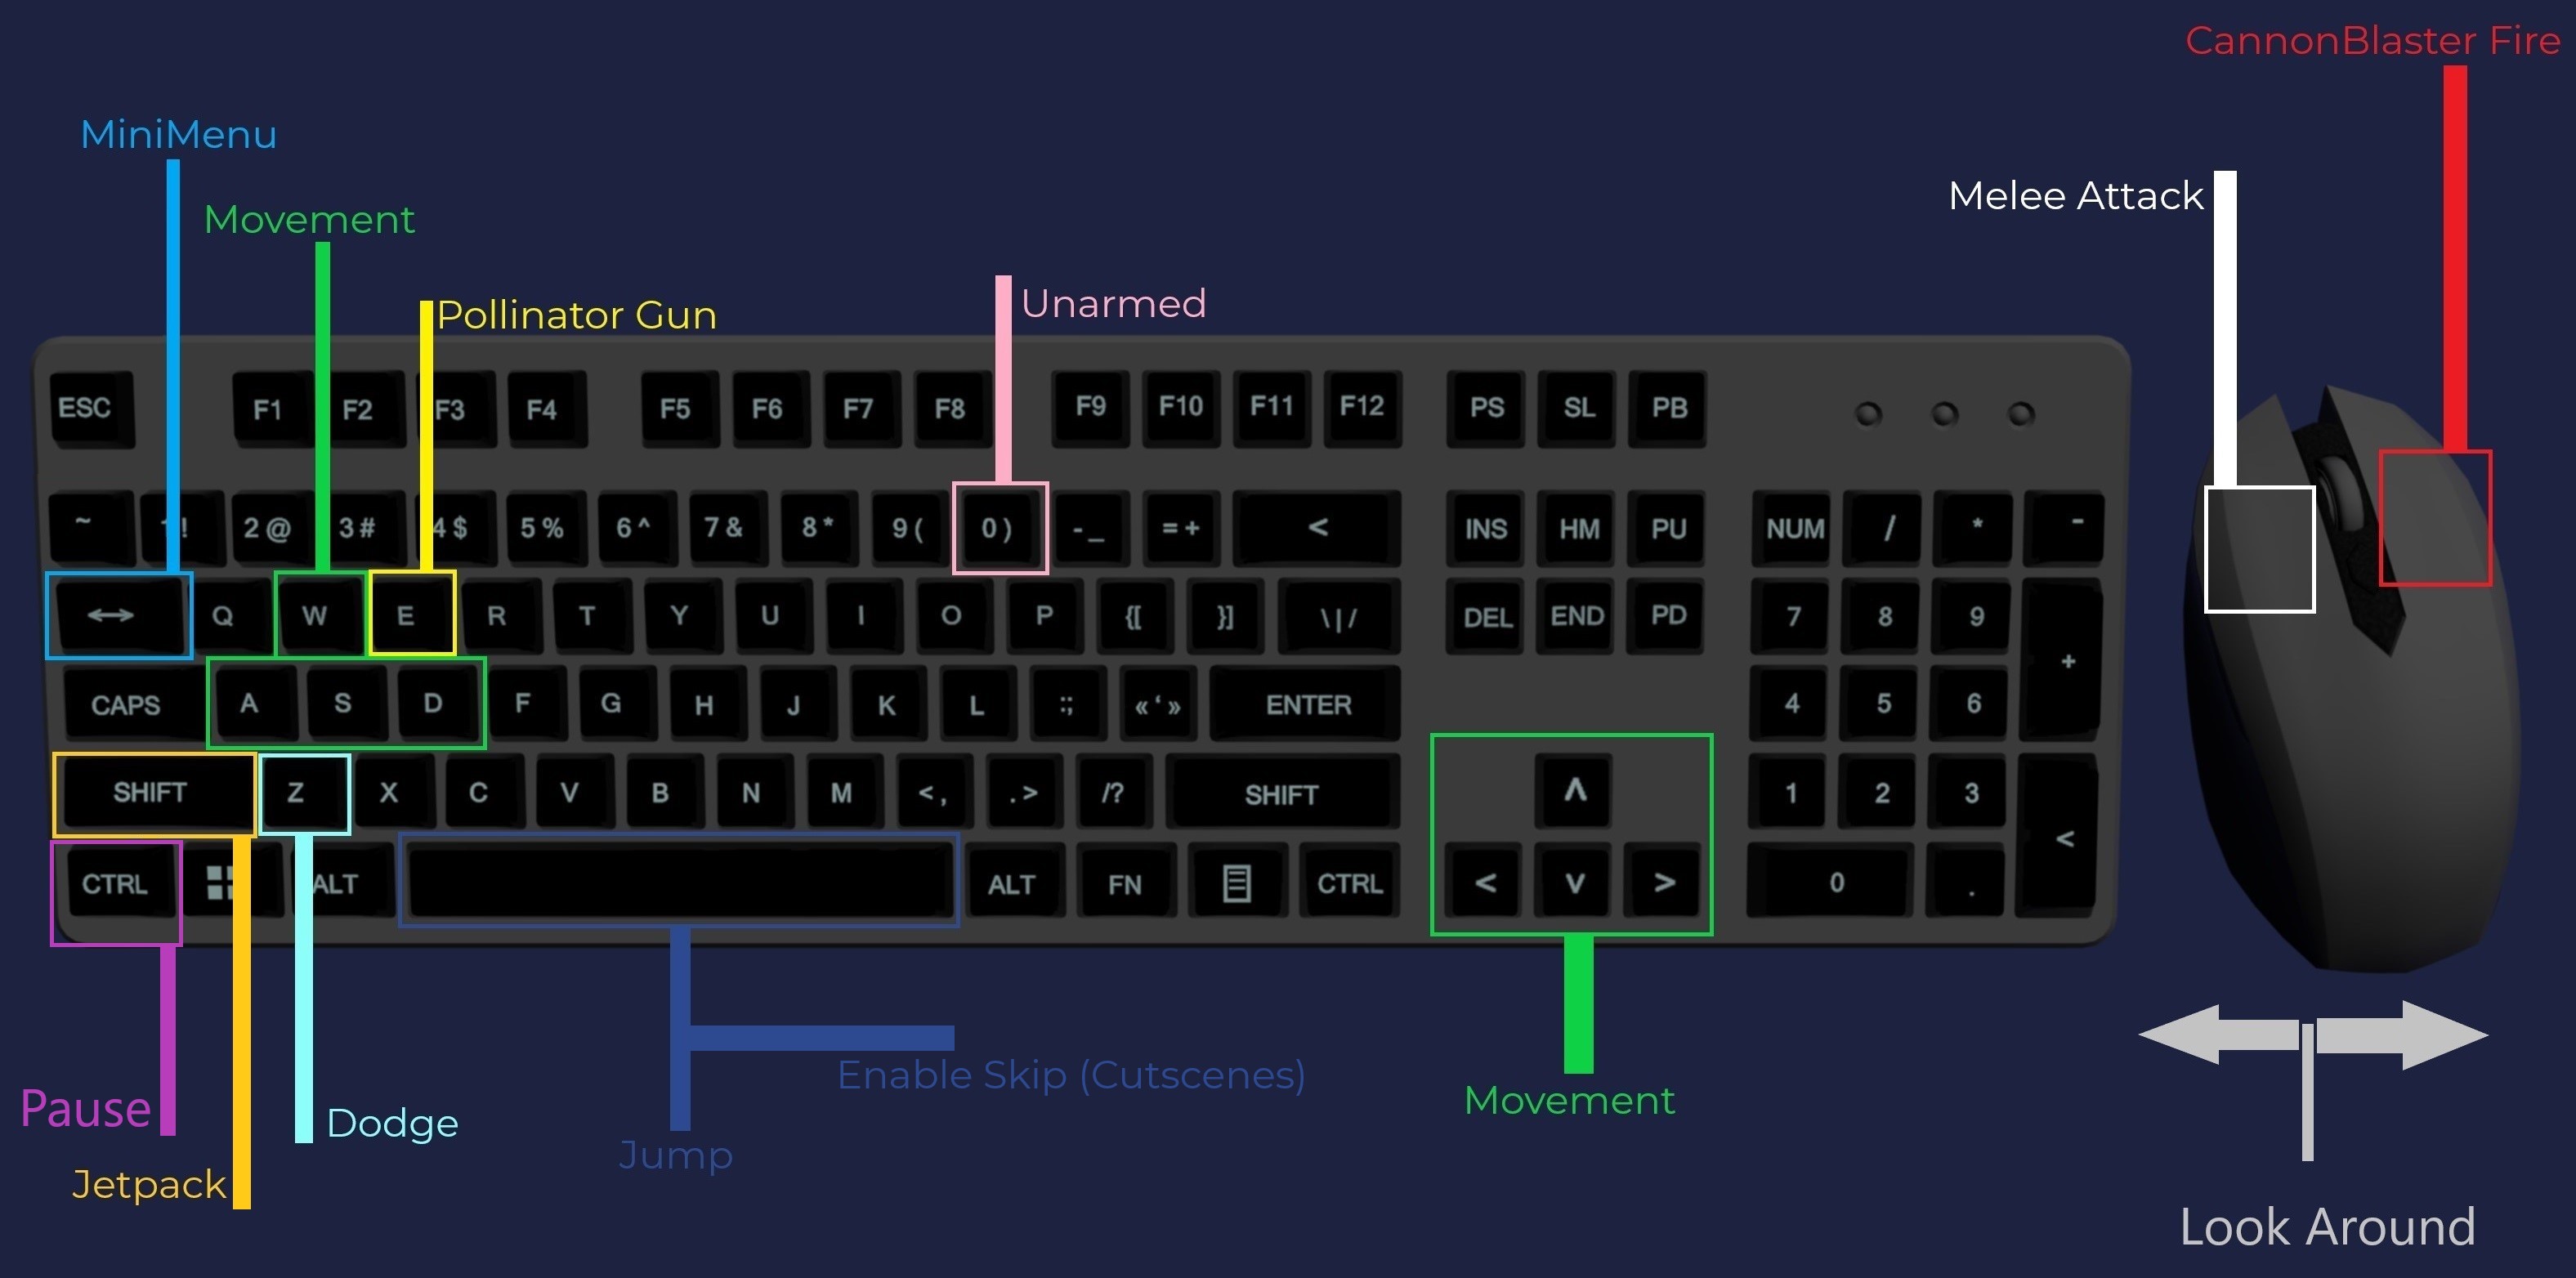 CannonBlaster Fire
MiniMenu
Melee Attack
Movement
Pollinator Gun
Unarmed
ESC F1 F2 F3 F4 F5 F6 F7 F8 F9 F10 F11 F12 PS SL PB
~ ! 2 @ 3 # 4 $ 5 % 6 ^ 7 & 8 * 9 ( 0 ) - _ = + < INS HM PU NUM / * -
↔ Q W E R T Y U I O P {[ }] \ | / DEL END PD 7 8 9
CAPS A S D F G H J K L :; « ‘ » ENTER 4 5 6 +
SHIFT Z X C V B N M < , . > /? SHIFT ʌ 1 2 3
CTRL ALT ALT FN CTRL < v > 0 . <
Enable Skip (Cutscenes)
Movement
Pause
Dodge
Jump
Jetpack
Look Around